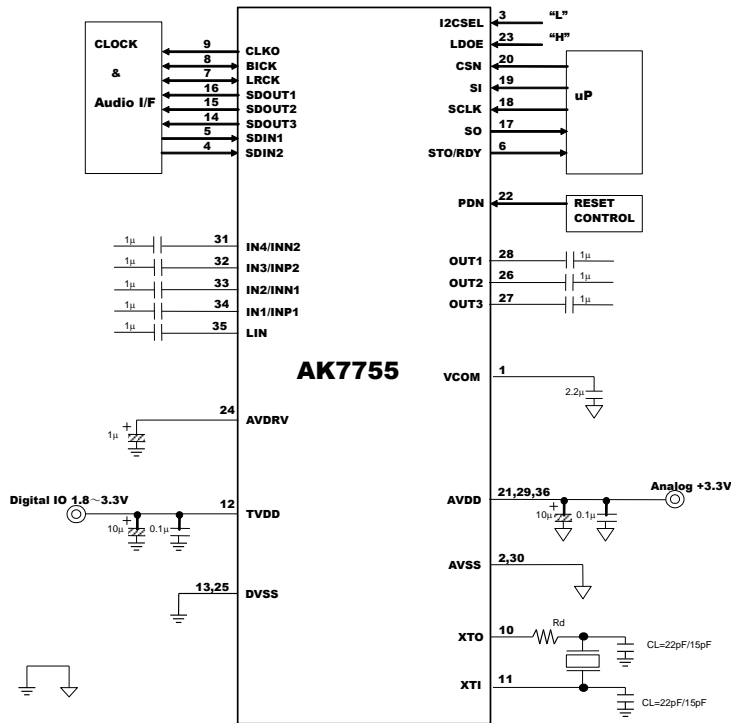 3 I2CSEL “L”
CLOCK
&
Audio I/F
9 CLKO
8 BICK
7 LRCK
16 SDOUT1
15 SDOUT2
14 SDOUT3
5 SDIN1
4 SDIN2
LDOE 23 “H”
CSN 20
SI 19
SCLK 18
SO 17
STO/RDY 6
uP
PDN 22
RESET
CONTROL
1μ 31 IN4/INN2
1μ 32 IN3/INP2
1μ 33 IN2/INN1
1μ 34 IN1/INP1
1μ 35 LIN
OUT1 28 1μ
OUT2 26 1μ
OUT3 27 1μ
AK7755
VCOM 1
2.2μ
24 AVDRV
+
1μ
Digital IO 1.8～3.3V
12 TVDD
+
10μ 0.1μ
AVDD 21,29,36
Analog +3.3V
+
10μ 0.1μ
AVSS 2,30
13,25 DVSS
XTO 10 Rd
CL=22pF/15pF
XTI 11
CL=22pF/15pF